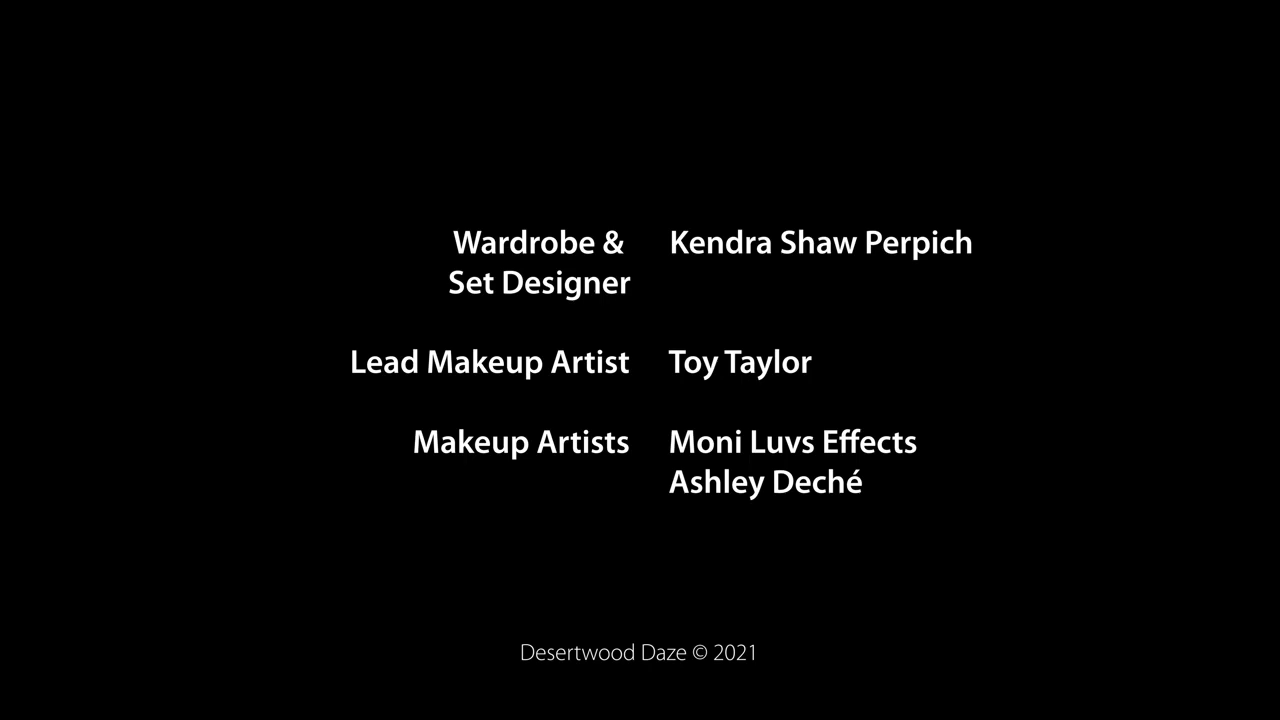 Wardrobe & Kendra Shaw Perpich
Set Designer
Lead Makeup Artist Toy Taylor
Makeup Artists Moni Luvs Effects
Ashley Deché
Desertwood Daze © 2021